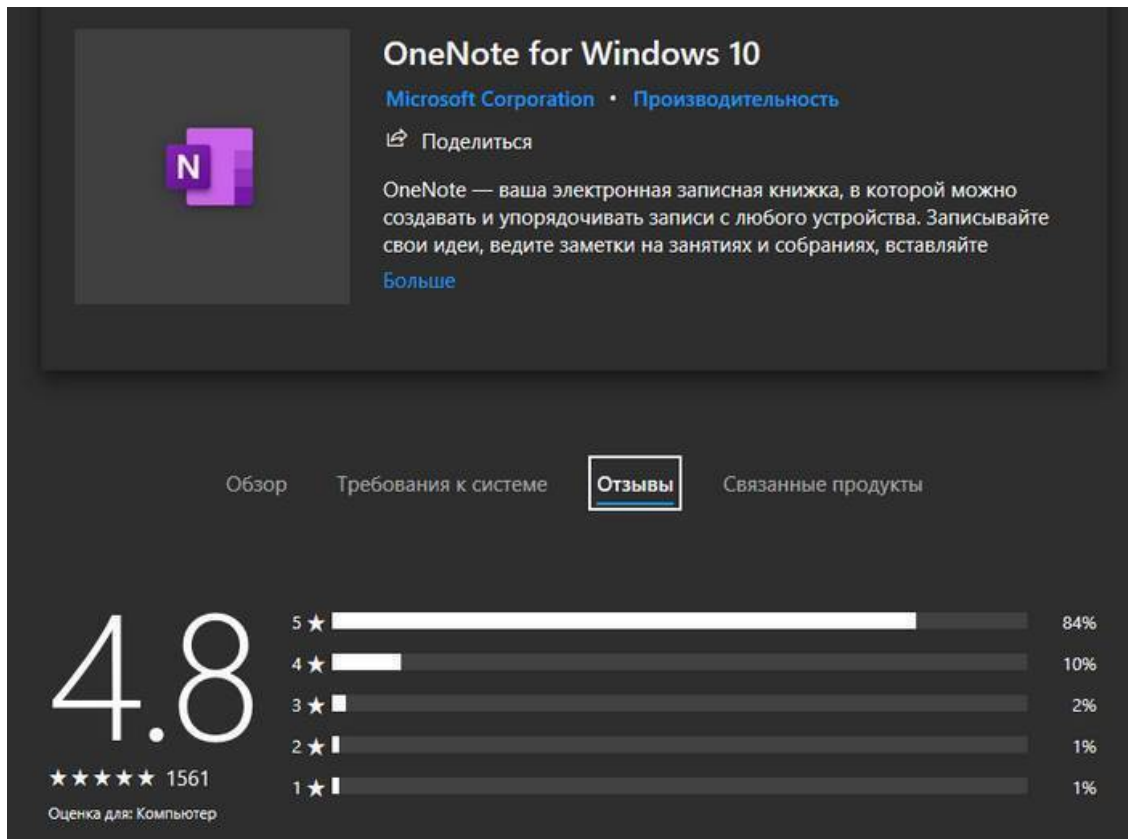 N
OneNote for Windows 10
Microsoft Corporation • Производительность
Поделиться
OneNote — ваша электронная записная книжка, в которой можно
создавать и упорядочивать записи с любого устройства. Записывайте
свои идеи, ведите заметки на занятиях и собраниях, вставляйте
Больше
Обзор Требования к системе Отзывы Связанные продукты
4.8
★★★★★ 1561
Оценка для: Компьютер
5 ★ 84%
4 ★ 10%
3 ★ 2%
2 ★ 1%
1 ★ 1%